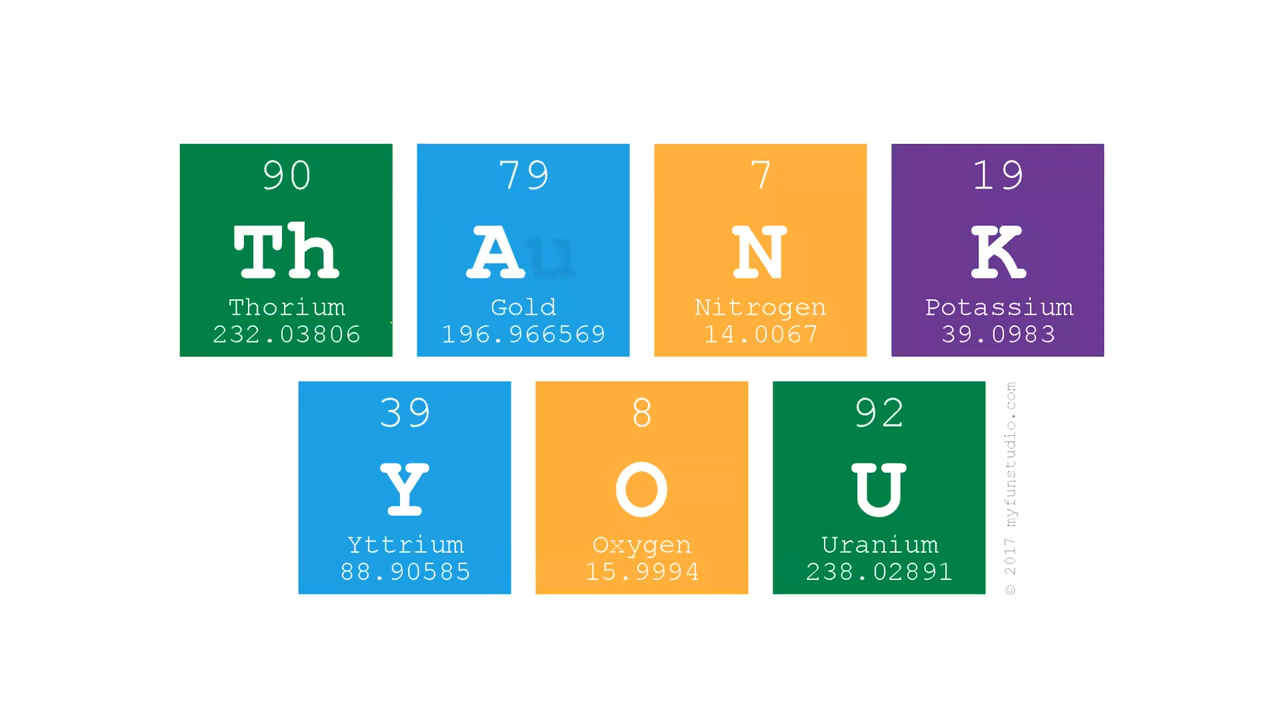 90 79 7 19
Th Au N K
Thorium Gold Nitrogen Potassium
232.03806 196.966569 14.0067 39.0983
39 8 92
Y O U
Yttrium Oxygen Uranium
88.90585 15.9994 238.02891
© 2017 myfunstudio.com